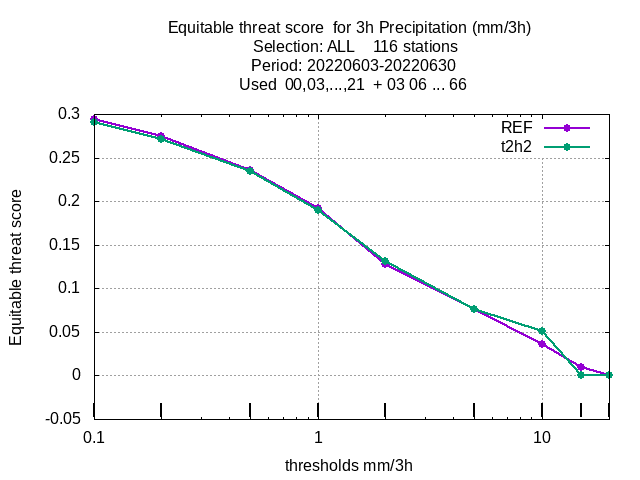 Equitable threat score  for 3h Precipitation (mm/3h)
Selection: ALL    116 stations
Period: 20220603-20220630
Used  00,03,...,21  + 03 06 ... 66
REF
t2h2
0.3
0.25
0.2
0.15
0.1
0.05
0
-0.05
Equitable threat score
0.1
1
10
thresholds mm/3h